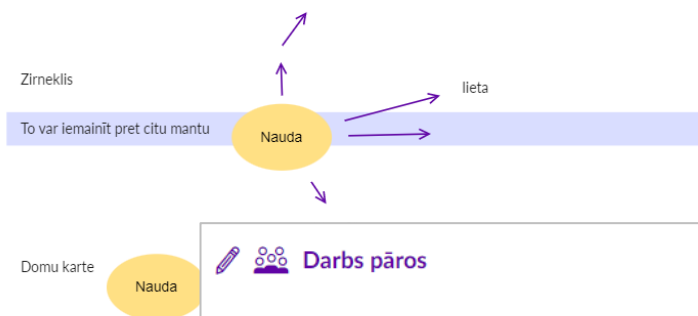 Zirneklis
lieta
To var iemainīt pret citu mantu
Nauda
Domu karte
Nauda
Darbs pāros